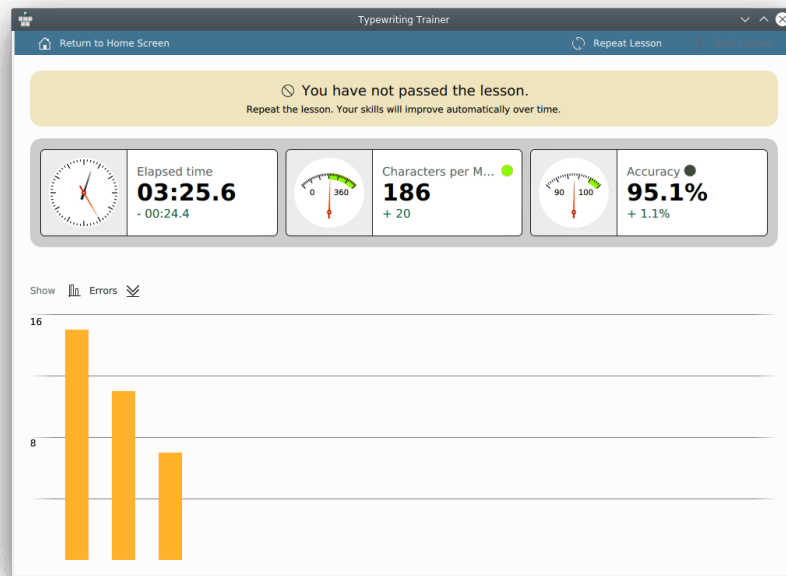 Typewriting Trainer
Return to Home Screen
Repeat Lesson
Next Lesson
You have not passed the lesson.
Repeat the lesson. Your skills will improve automatically over time.
Elapsed time
03:25.6
- 00:24.4
0 360
Characters per M...
186
+ 20
90 100
Accuracy
95.1%
+ 1.1%
Show Errors
16
8